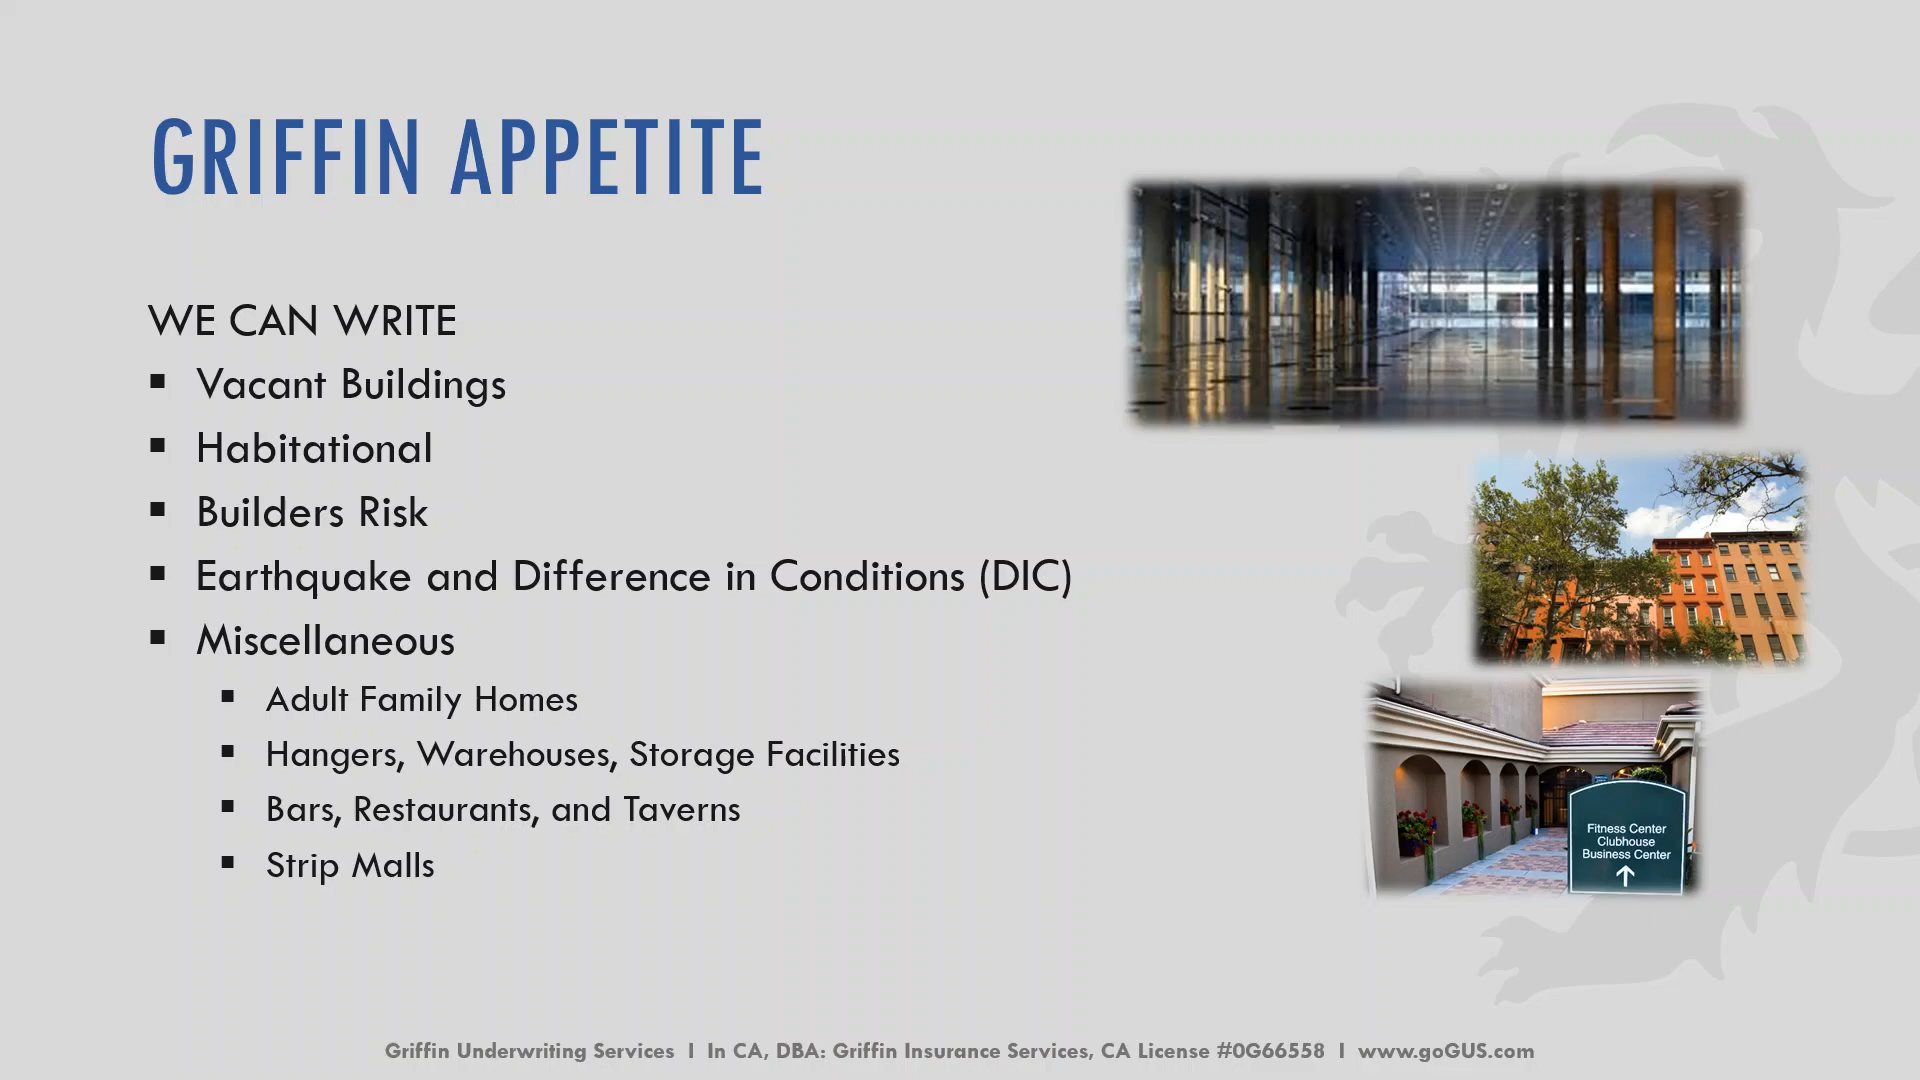 GRIFFIN APPETITE
WE CAN WRITE
▪ Vacant Buildings
▪ Habitational
▪ Builders Risk
▪ Earthquake and Difference in Conditions (DIC)
▪ Miscellaneous
▪ Adult Family Homes
▪ Hangers, Warehouses, Storage Facilities
▪ Bars, Restaurants, and Taverns
▪ Strip Malls
Fitness Center
Clubhouse
Business Center
Griffin Underwriting Services I In CA, DBA: Griffin Insurance Services, CA License #0G66558 I www.goGUS.com